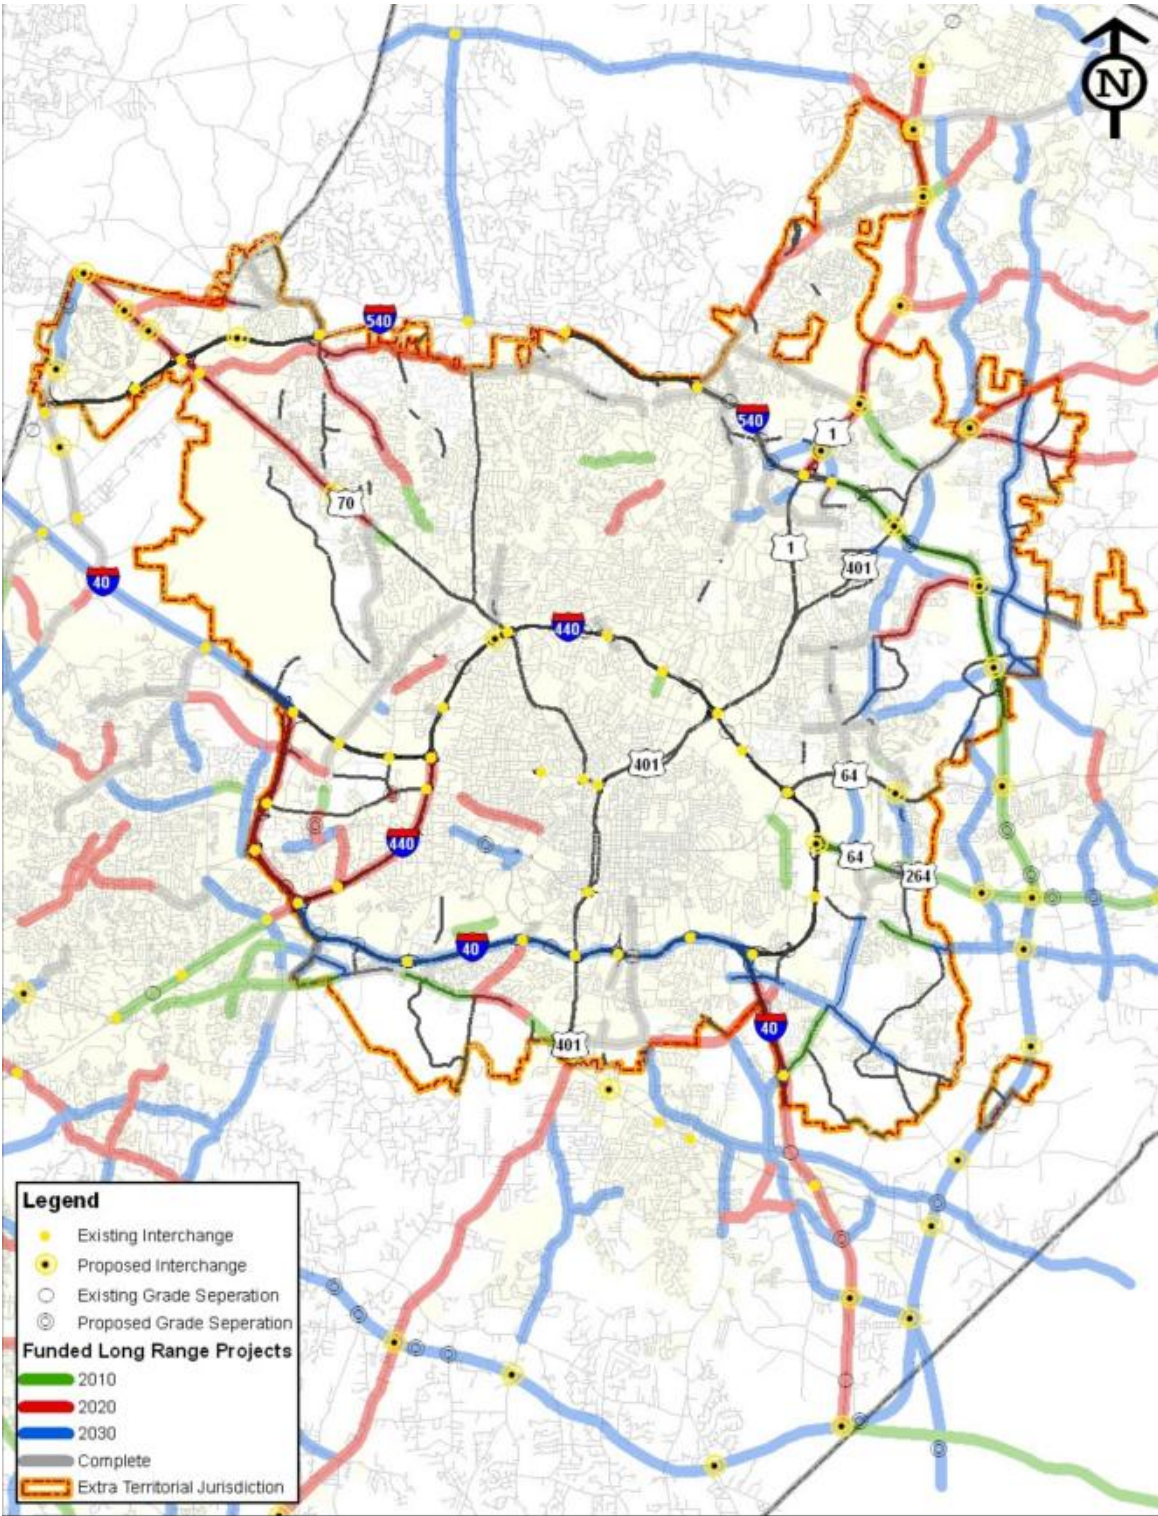 N
540
540
1
70
1
401
40
440
401
64
440
64
264
40
40
401
Legend
Existing Interchange
Proposed Interchange
Existing Grade Seperation
Proposed Grade Seperation
Funded Long Range Projects
2010
2020
2030
Complete
Extra Territorial Jurisdiction